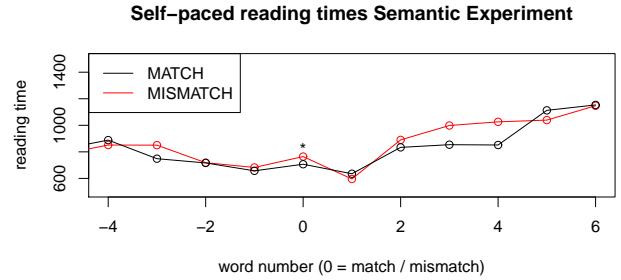 Self−paced reading times Semantic Experiment
MATCH
MISMATCH
reading time
600
1000
1400
*
−4
−2
0
2
4
6
word number (0 = match / mismatch)